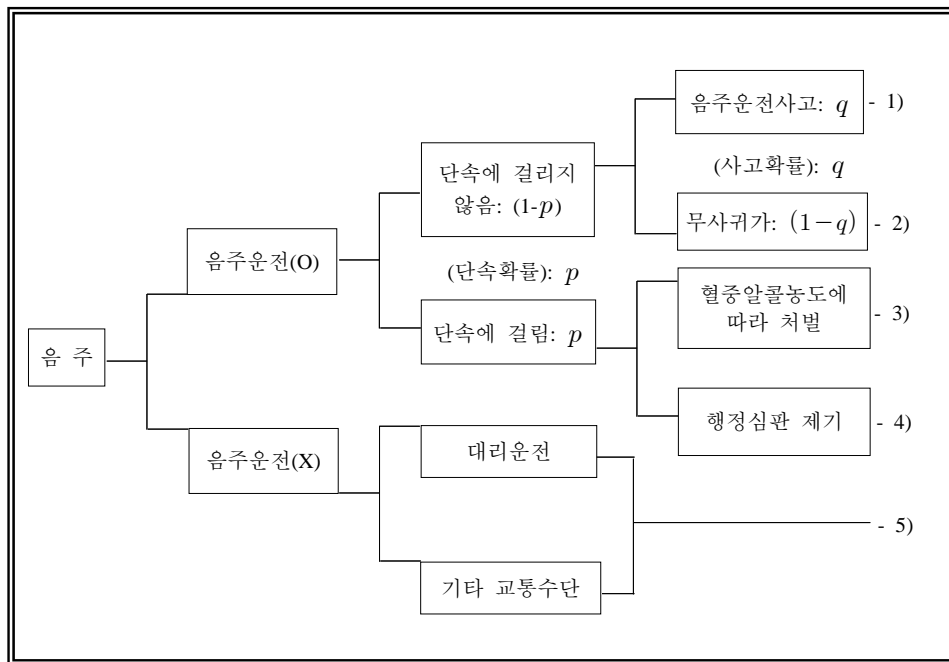 음주운전사고: q - 1)
단속에 걸리지
않음: (1-p)
(사고확률): q
무사귀가: (1-q) - 2)
음주운전(O)
(단속확률): p
혈중알콜농도에
따라 처벌
- 3)
단속에 걸림: p
음 주
행정심판 제기 - 4)
음주운전(X)
대리운전
- 5)
기타 교통수단